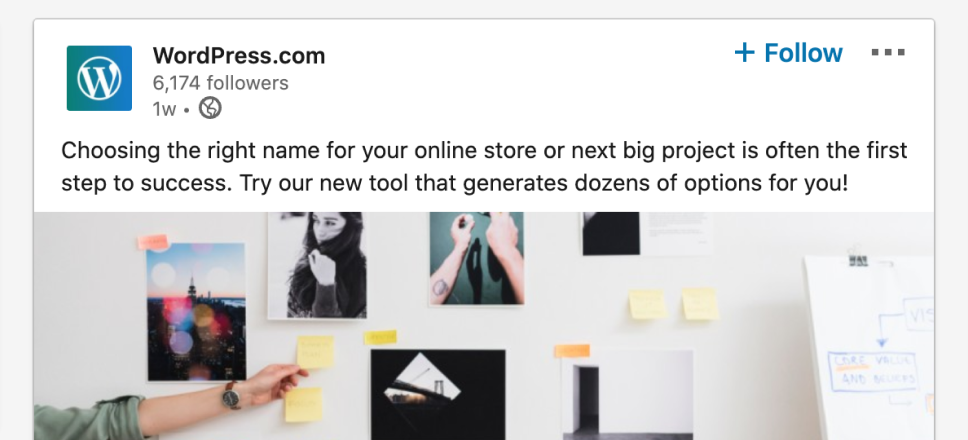 WordPress.com
+ Follow
6,174 followers
1w •
Choosing the right name for your online store or next big project is often the first
step to success. Try our new tool that generates dozens of options for you!
VIS
CORE VALUES
AND BELIEFS